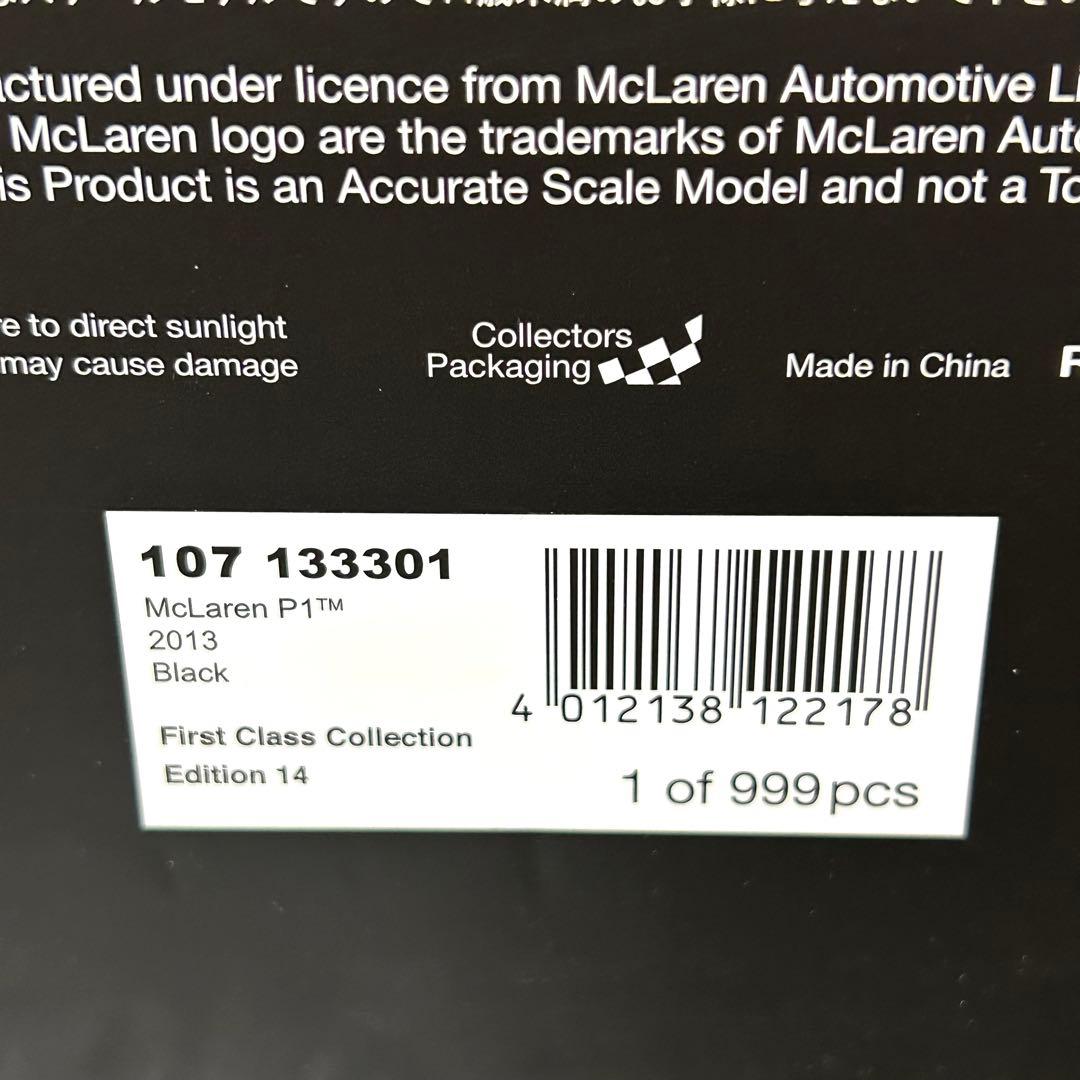 ctured under licence from McLaren Automotive Li
McLaren logo are the trademarks of McLaren Auto
is Product is an Accurate Scale Model and not a To
re to direct sunlight
may cause damage
Collectors
Packaging
Made in China
107 133301
McLaren P1™
2013
Black
4 012138 122178
First Class Collection
Edition 14
1 of 999 pcs